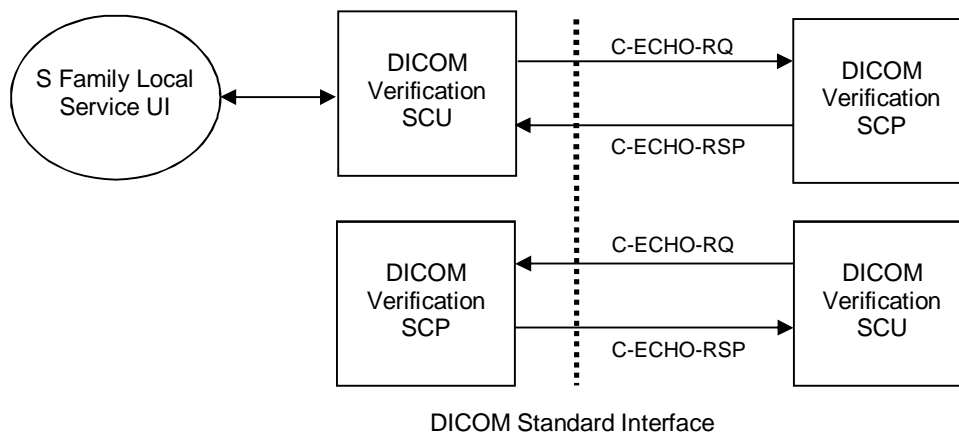 S Family Local
Service UI
DICOM
Verification
SCU
C-ECHO-RQ
C-ECHO-RSP
DICOM
Verification
SCP
DICOM
Verification
SCP
C-ECHO-RQ
C-ECHO-RSP
DICOM
Verification
SCU
DICOM Standard Interface